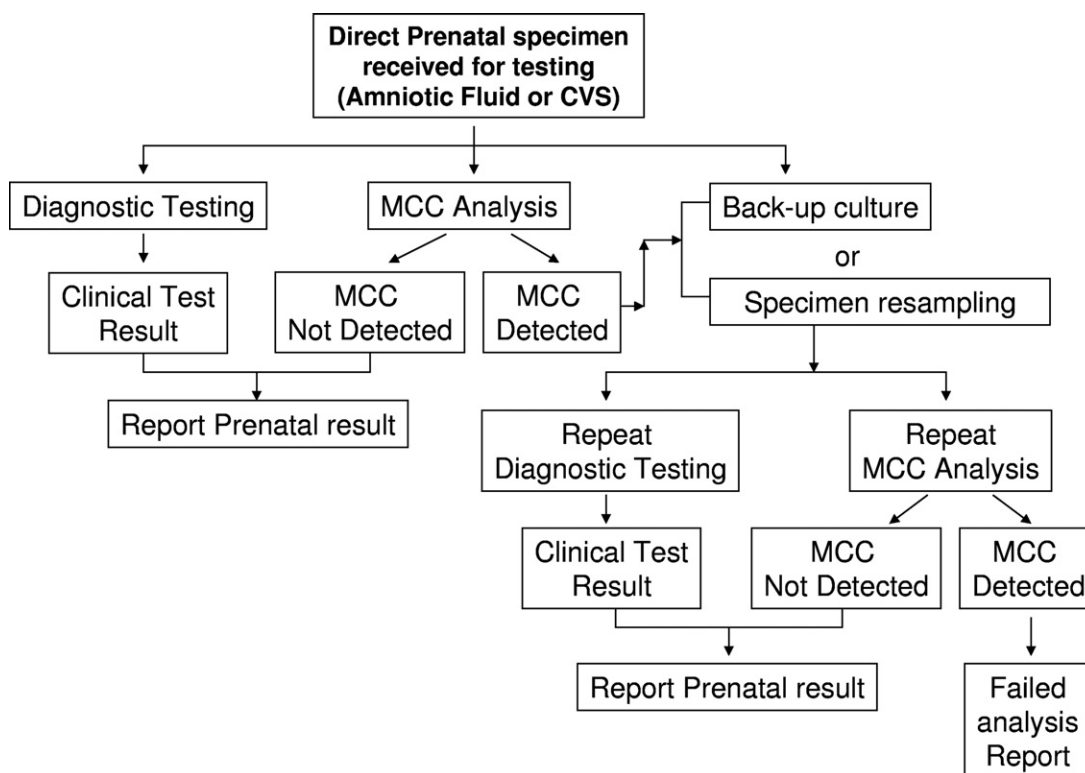 Direct Prenatal specimen
received for testing
(Amniotic Fluid or CVS)
Diagnostic Testing
MCC Analysis
Back-up culture
or
Specimen resampling
Clinical Test
Result
MCC
Not Detected
MCC
Detected
Report Prenatal result
Repeat
Diagnostic Testing
Repeat
MCC Analysis
Clinical Test
Result
MCC
Not Detected
MCC
Detected
Report Prenatal result
Failed
analysis
Report